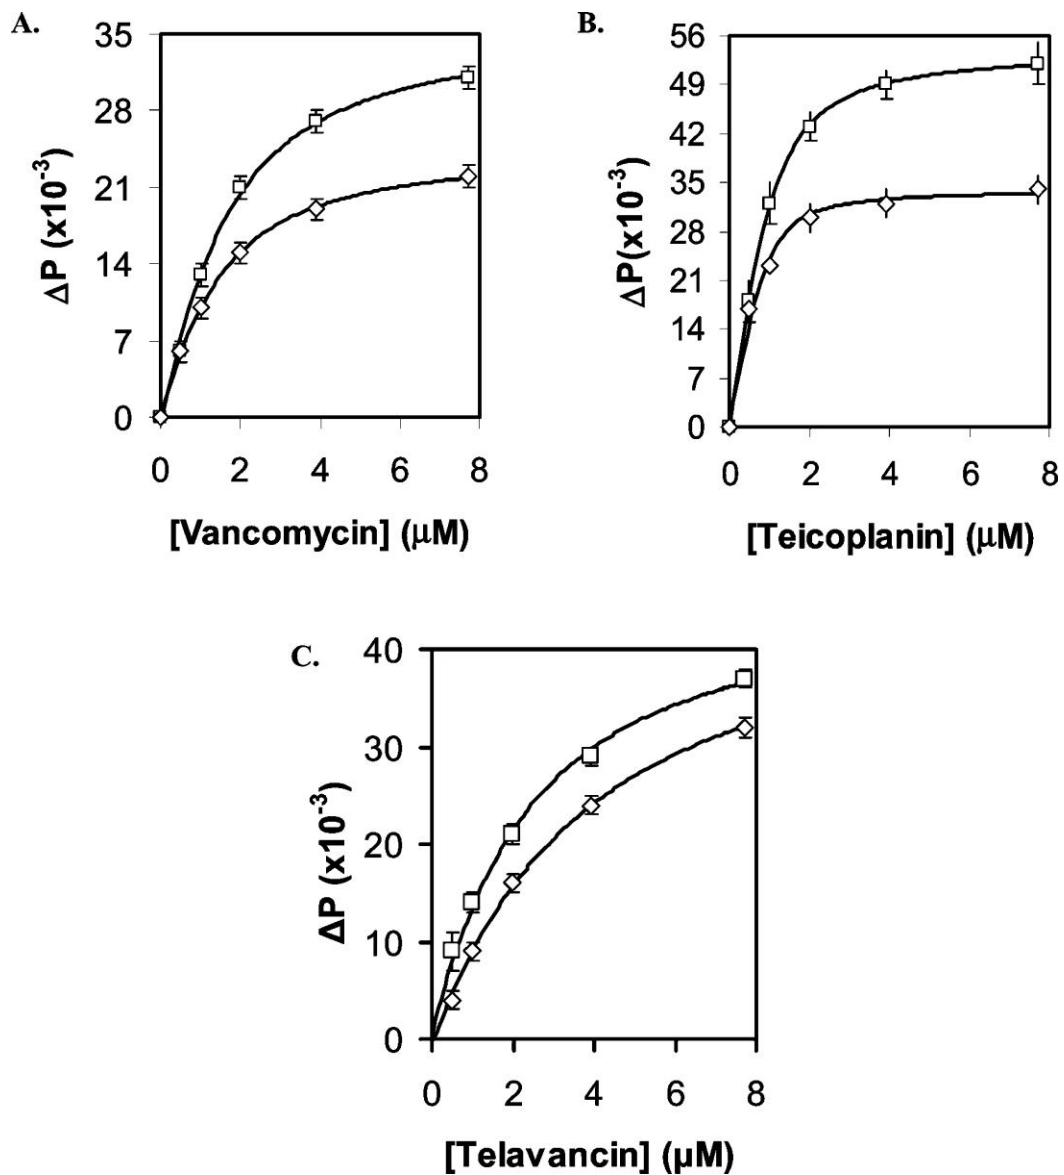 A.
35
28
21
14
7
0
0 2 4 6 8
ΔP (x10-3)
[Vancomycin] (μM)
B.
56
49
42
35
28
21
14
7
0
0 2 4 6 8
ΔP(x10-3)
[Teicoplanin] (μM)
C.
40
30
20
10
0
0 2 4 6 8
ΔP (x10-3)
[Telavancin] (μM)